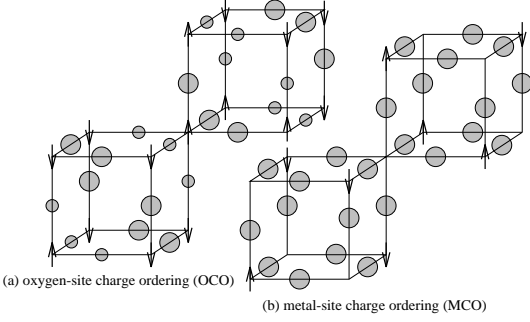 (a) oxygen-site charge ordering (OCO)
(b) metal-site charge ordering (MCO)